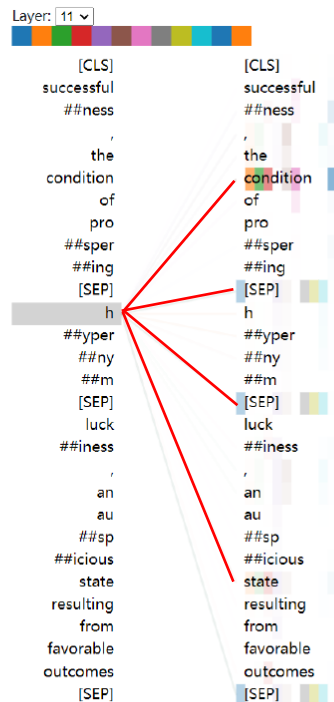 Layer: 11
[CLS] [CLS]
successful successful
##ness ##ness
, ,
the the
condition condition
of of
pro pro
##sper ##sper
##ing ##ing
[SEP] [SEP]
h h
##yper ##yper
##ny ##ny
##m ##m
[SEP] [SEP]
luck luck
##iness ##iness
, ,
an an
au au
##sp ##sp
##icious ##icious
state state
resulting resulting
from from
favorable favorable
outcomes outcomes
[SEP] [SEP]